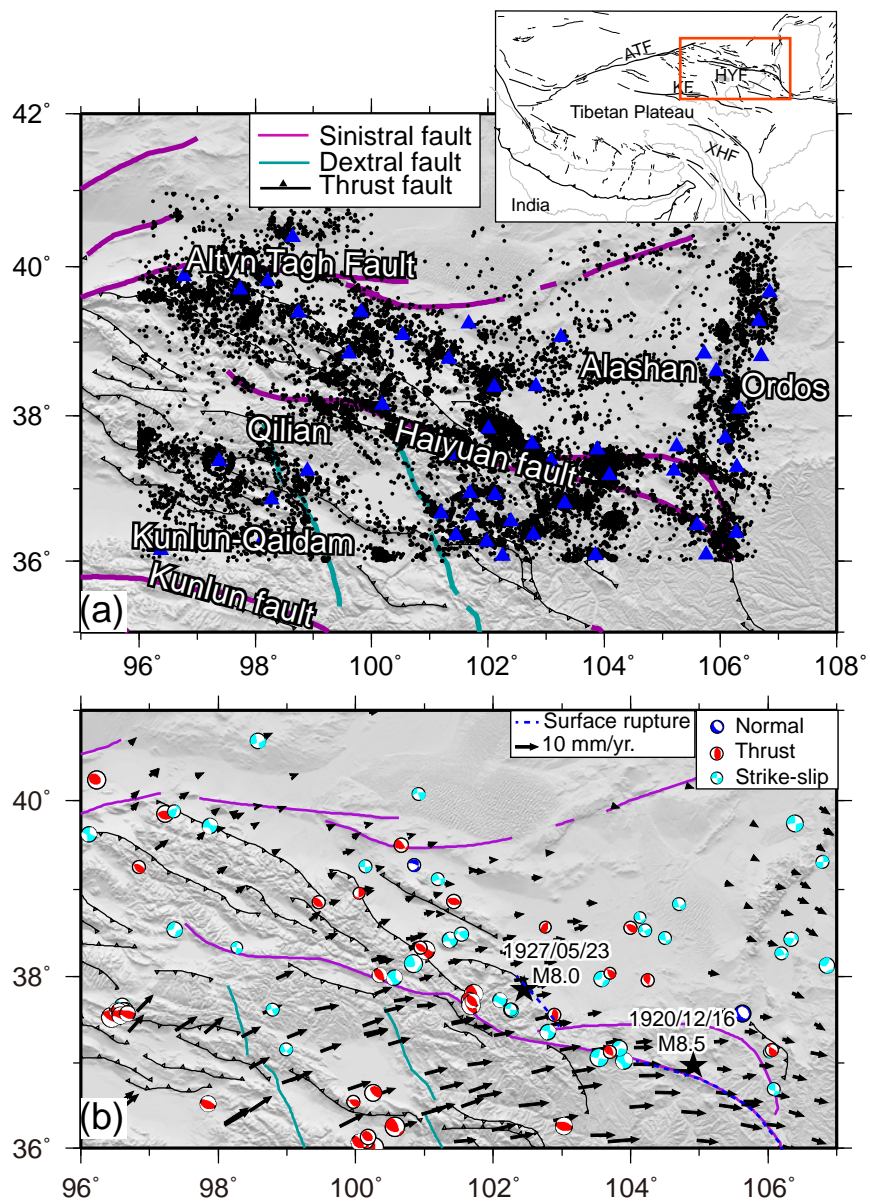 ATF
HYF
KF
Tibetan Plateau
XHF
India
42°
40°
38°
36°
Sinistral fault
Dextral fault
Thrust fault
Altyn Tagh Fault
Alashan
Ordos
Qilian
Haiyuan fault
Kunlun-Qaidam
Kunlun fault
(a)
96° 98° 100° 102° 104° 106° 108°
Surface rupture
10 mm/yr.
Normal
Thrust
Strike-slip
40°
38°
36°
1927/05/23
M8.0
1920/12/16
M8.5
(b)
96 98 100 102 104 106